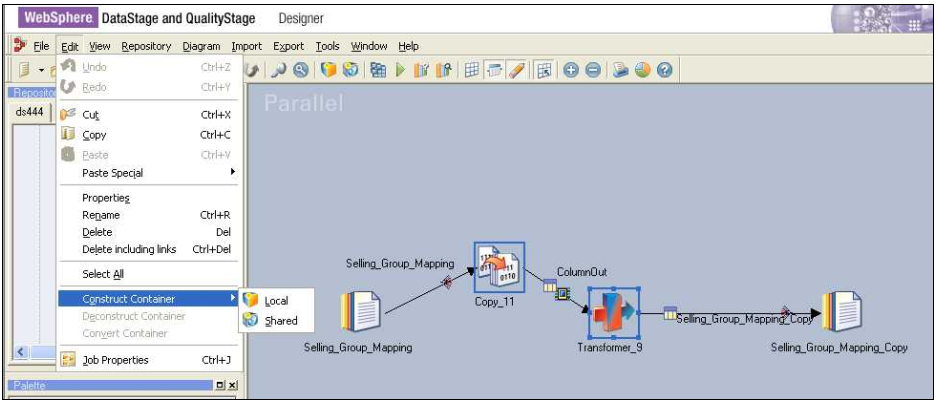 WebSphere. DataStage and QualityStage Designer
File Edit View Repository Diagram Import Export Tools Window Help
Undo Ctrl+Z
Redo Ctrl+Y
Reposito
ds444
Cut Ctrl+X
Copy Ctrl+C
Paste Ctrl+V
Paste Special
Properties
Rename Ctrl+R
Delete Del
Delete including links Ctrl+Del
Select All
Construct Container
Local
Deconstruct Container
Shared
Convert Container
Job Properties Ctrl+J
Palette
Parallel
Selling_Group_Mapping
ColumnOut
Copy_11
Selling_Group_Mapping_Copy
Selling_Group_Mapping
Transformer_9
Selling_Group_Mapping_Copy